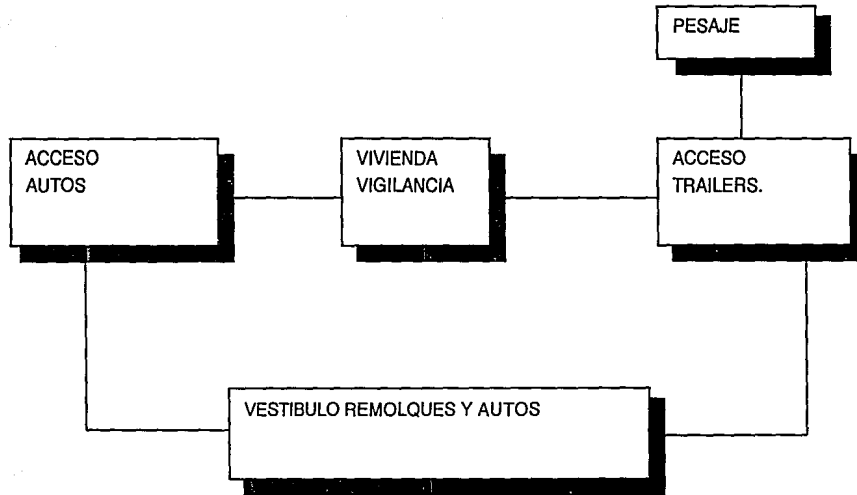 PESAJE
ACCESO
AUTOS
VIVIENDA
VIGILANCIA
ACCESO
TRAILERS.
VESTIBULO REMOLQUES Y AUTOS